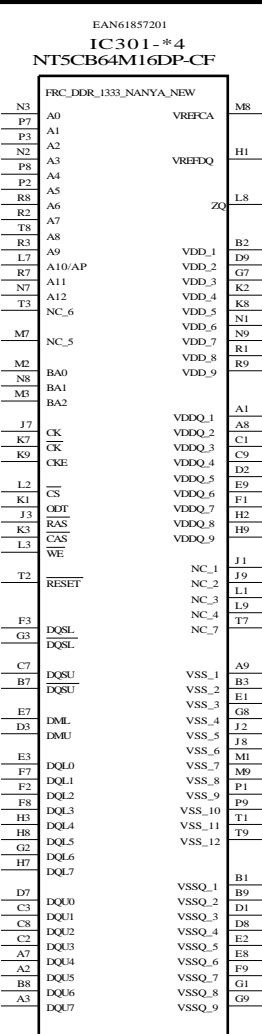 EAN61857201
IC301-*4
NT5CB64M16DP-CF
FRC_DDR_1333_NANYA_NEW
N3 A0
P7 A1
P3 A2
N2 A3
P8 A4
P2 A5
R8 A6
R2 A7
T8 A8
R3 A9
L7 A10/AP
R7 A11
N7 A12
T3 NC_6
M7 NC_5
M2 BA0
N8 BA1
M3 BA2
J7 CK
K7 CK
K9 CKE
L2 CS
K1 ODT
J3 RAS
K3 CAS
L3 WE
T2 RESET
F3 DQSL
G3 DQSL
C7 DQSU
B7 DQSU
E7 DML
D3 DMU
E3 DQL0
F7 DQL1
F2 DQL2
F8 DQL3
H3 DQL4
H8 DQL5
G2 DQL6
H7 DQL7
D7 DQU0
C3 DQU1
C8 DQU2
C2 DQU3
A7 DQU4
A2 DQU5
B8 DQU6
A3 DQU7
VREFCA M8
VREFDQ H1
ZQ L8
VDD_1 B2
VDD_2 D9
VDD_3 G7
VDD_4 K2
VDD_5 K8
VDD_6 N1
VDD_7 N9
VDD_8 R1
VDD_9 R9
VDDQ_1 A1
VDDQ_2 A8
VDDQ_3 C1
VDDQ_4 C9
VDDQ_5 D2
VDDQ_6 E9
VDDQ_7 F1
VDDQ_8 H2
VDDQ_9 H9
NC_1 J1
NC_2 J9
NC_3 L1
NC_4 L9
NC_7 T7
VSS_1 A9
VSS_2 B3
VSS_3 E1
VSS_4 G8
VSS_5 J2
VSS_6 J8
VSS_7 M1
VSS_8 M9
VSS_9 P1
VSS_10 P9
VSS_11 T1
VSS_12 T9
VSSQ_1 B1
VSSQ_2 B9
VSSQ_3 D1
VSSQ_4 D8
VSSQ_5 E2
VSSQ_6 E8
VSSQ_7 F9
VSSQ_8 G1
VSSQ_9 G9